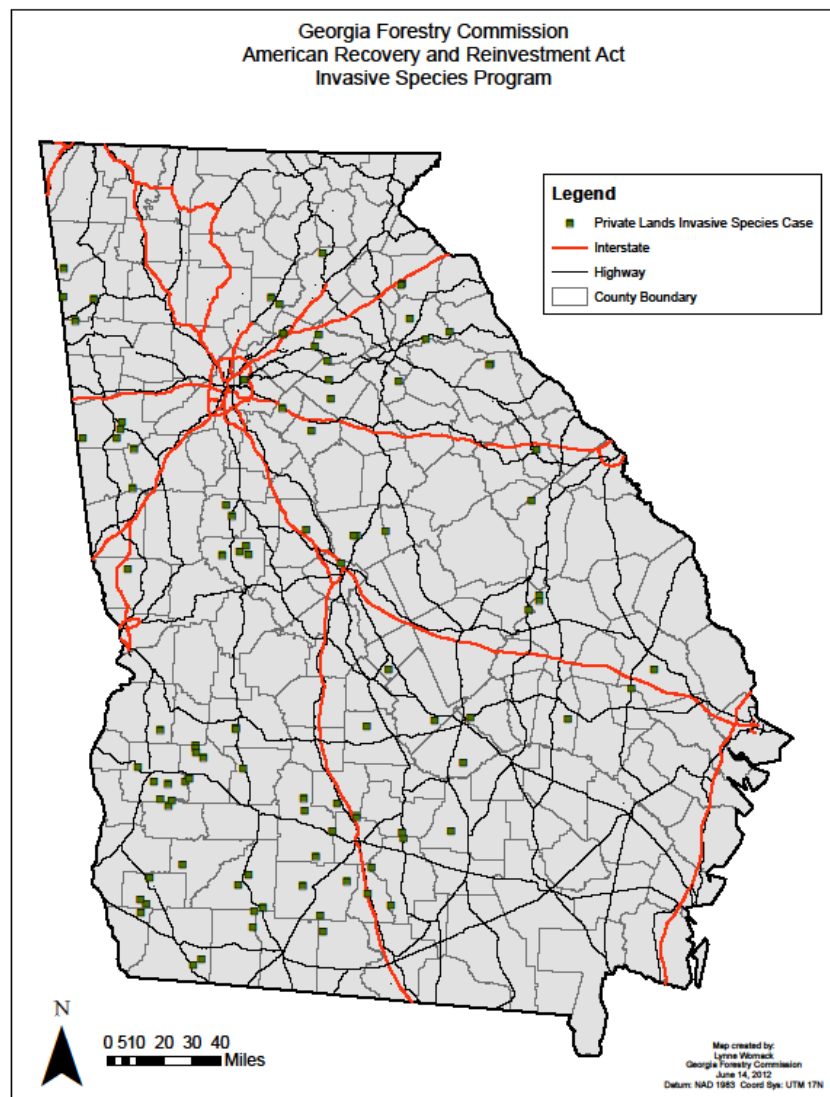 Georgia Forestry Commission
American Recovery and Reinvestment Act
Invasive Species Program
Legend
Private Lands Invasive Species Case
Interstate
Highway
County Boundary
N
0 5 10 20 30 40
Miles
Map created by:
Lynne Womack
Georgia Forestry Commission
June 14, 2012
Datum: NAD 1983 Coord Sys: UTM 17N